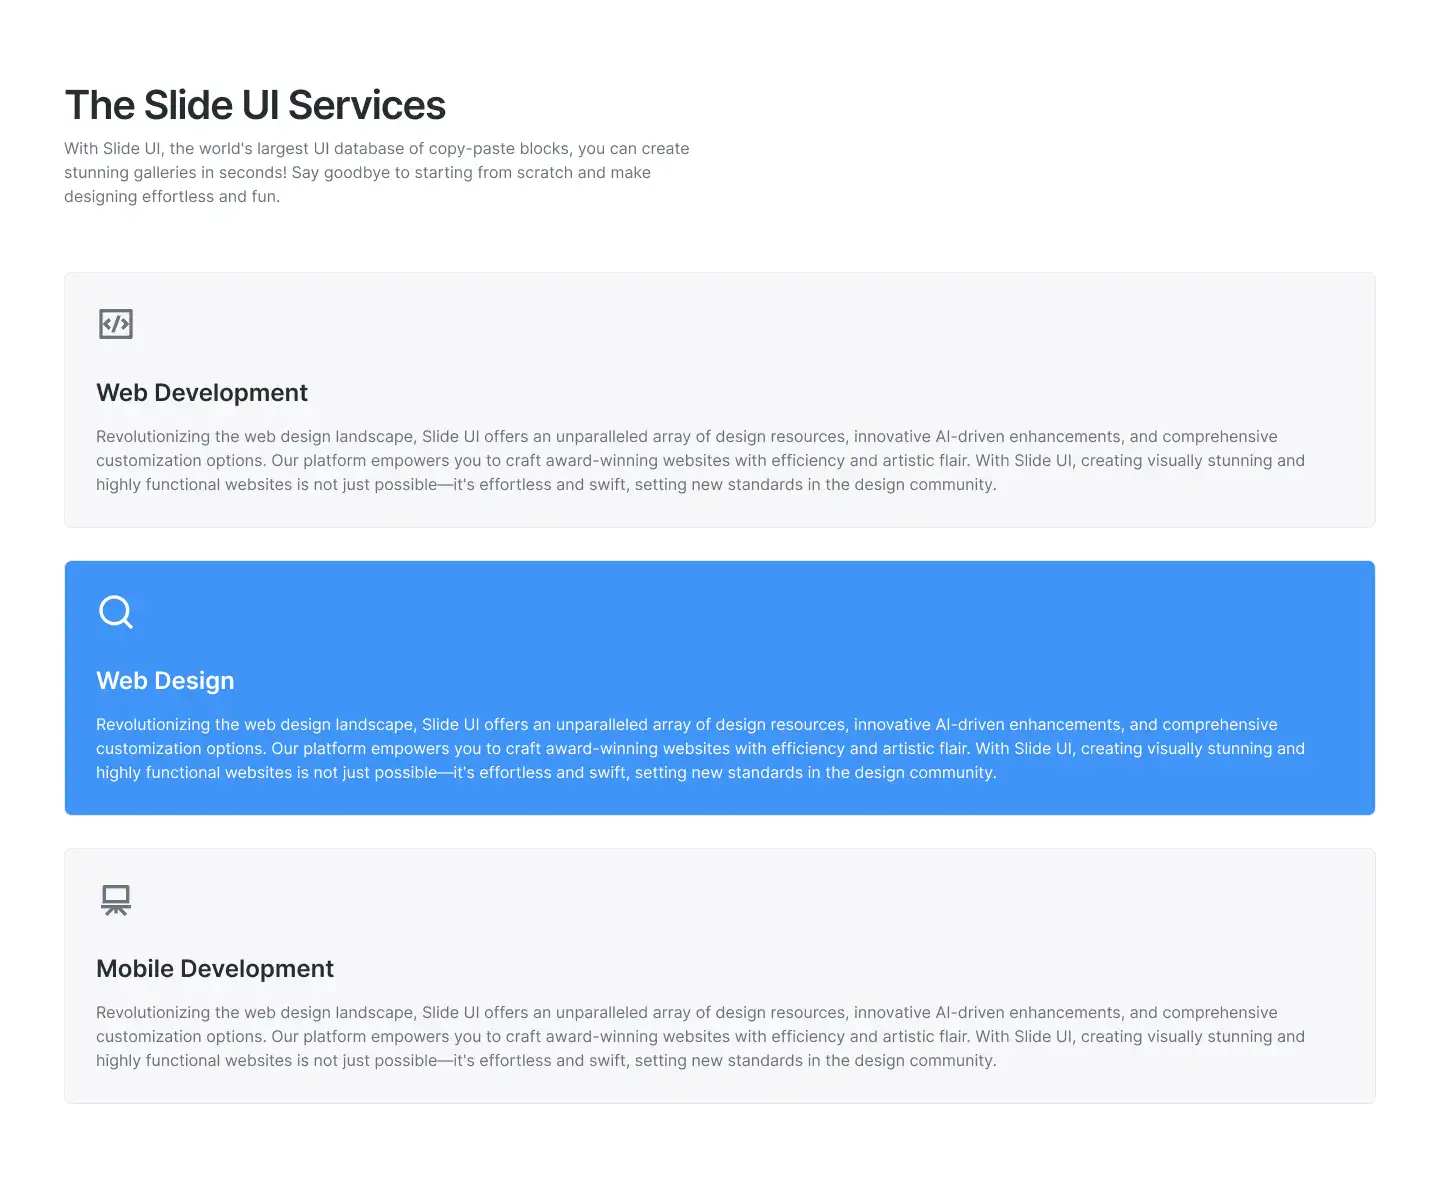 The Slide UI Services
With Slide UI, the world's largest UI database of copy-paste blocks, you can create
stunning galleries in seconds! Say goodbye to starting from scratch and make
designing effortless and fun.
Web Development
Revolutionizing the web design landscape, Slide UI offers an unparalleled array of design resources, innovative AI-driven enhancements, and comprehensive
customization options. Our platform empowers you to craft award-winning websites with efficiency and artistic flair. With Slide UI, creating visually stunning and
highly functional websites is not just possible—it's effortless and swift, setting new standards in the design community.
Web Design
Revolutionizing the web design landscape, Slide UI offers an unparalleled array of design resources, innovative AI-driven enhancements, and comprehensive
customization options. Our platform empowers you to craft award-winning websites with efficiency and artistic flair. With Slide UI, creating visually stunning and
highly functional websites is not just possible—it's effortless and swift, setting new standards in the design community.
Mobile Development
Revolutionizing the web design landscape, Slide UI offers an unparalleled array of design resources, innovative AI-driven enhancements, and comprehensive
customization options. Our platform empowers you to craft award-winning websites with efficiency and artistic flair. With Slide UI, creating visually stunning and
highly functional websites is not just possible—it's effortless and swift, setting new standards in the design community.